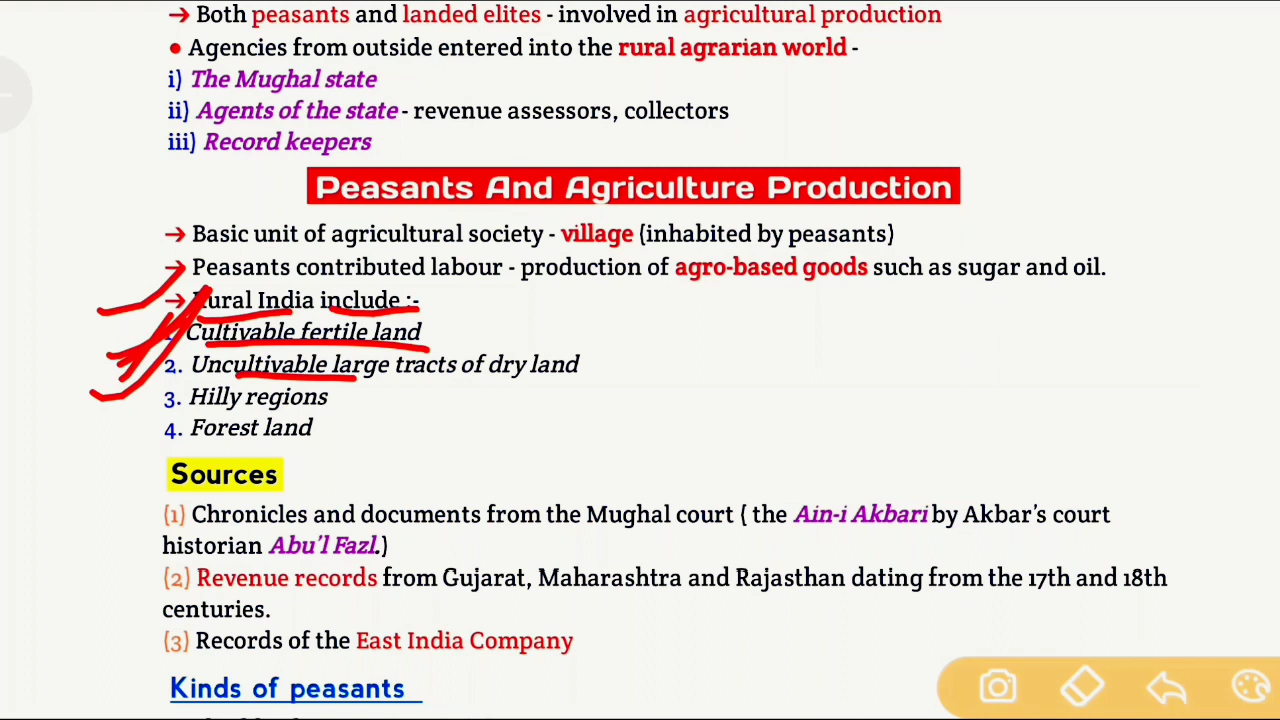 → Both peasants and landed elites - involved in agricultural production
● Agencies from outside entered into the rural agrarian world -
i) The Mughal state
ii) Agents of the state - revenue assessors, collectors
iii) Record keepers
Peasants And Agriculture Production
→ Basic unit of agricultural society - village (inhabited by peasants)
→ Peasants contributed labour - production of agro-based goods such as sugar and oil.
→ Rural India include :-
1. Cultivable fertile land
2. Uncultivable large tracts of dry land
3. Hilly regions
4. Forest land
Sources
(1) Chronicles and documents from the Mughal court ( the Ain-i Akbari by Akbar's court
historian Abu'l Fazl.)
(2) Revenue records from Gujarat, Maharashtra and Rajasthan dating from the 17th and 18th
centuries.
(3) Records of the East India Company
Kinds of peasants